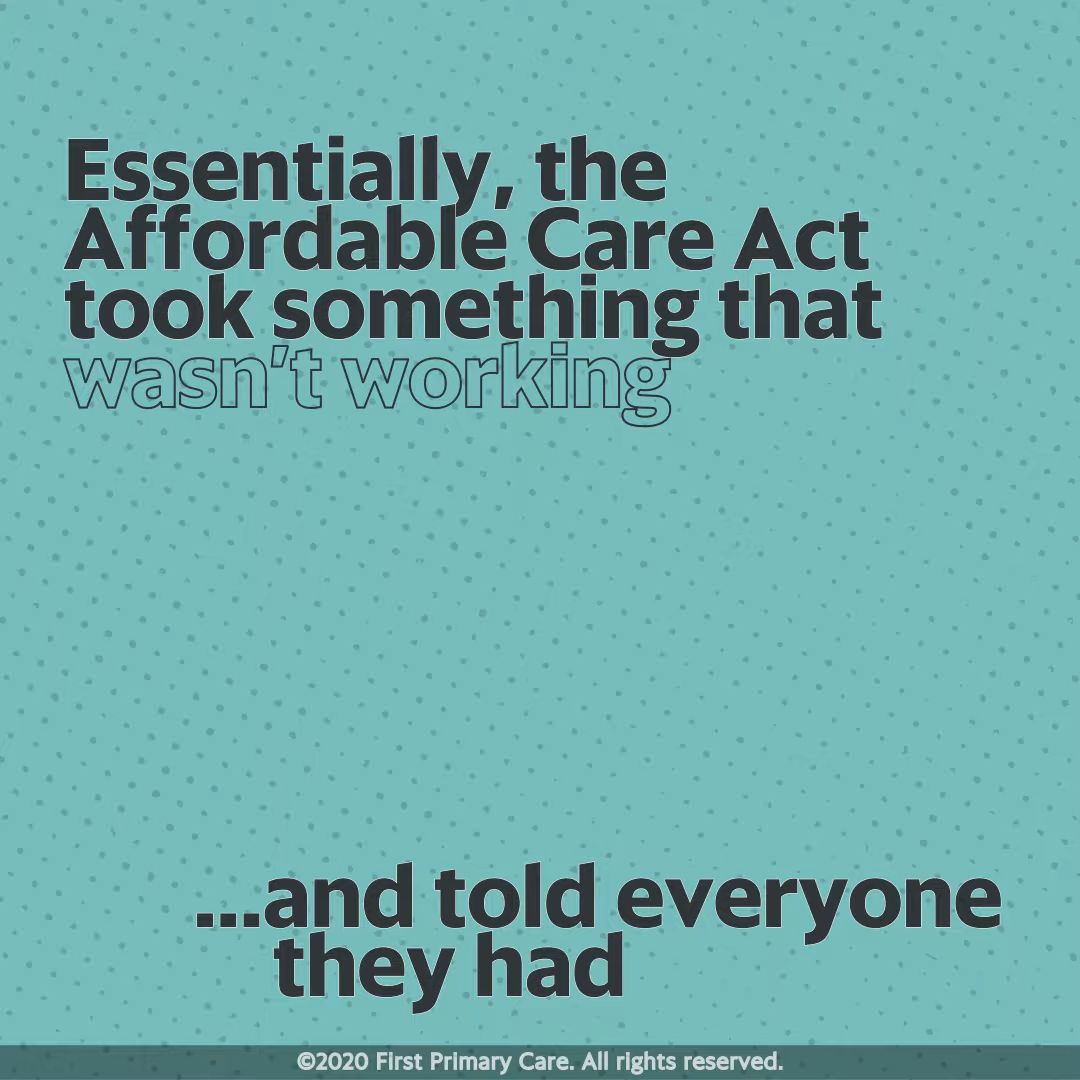 Essentially, the
Affordable Care Act
took something that
wasn't working
...and told everyone
they had
©2020 First Primary Care. All rights reserved.